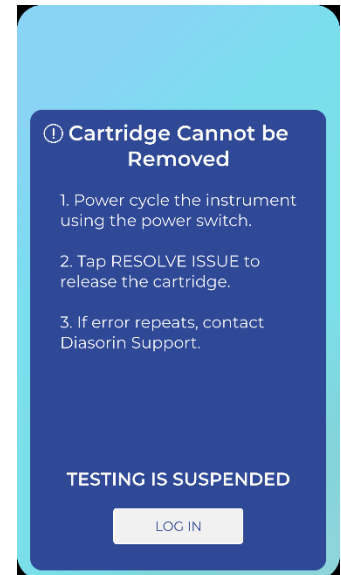 Cartridge Cannot be
Removed
1. Power cycle the instrument
using the power switch.
2. Tap RESOLVE ISSUE to
release the cartridge.
3. If error repeats, contact
Diasorin Support.
TESTING IS SUSPENDED
LOG IN